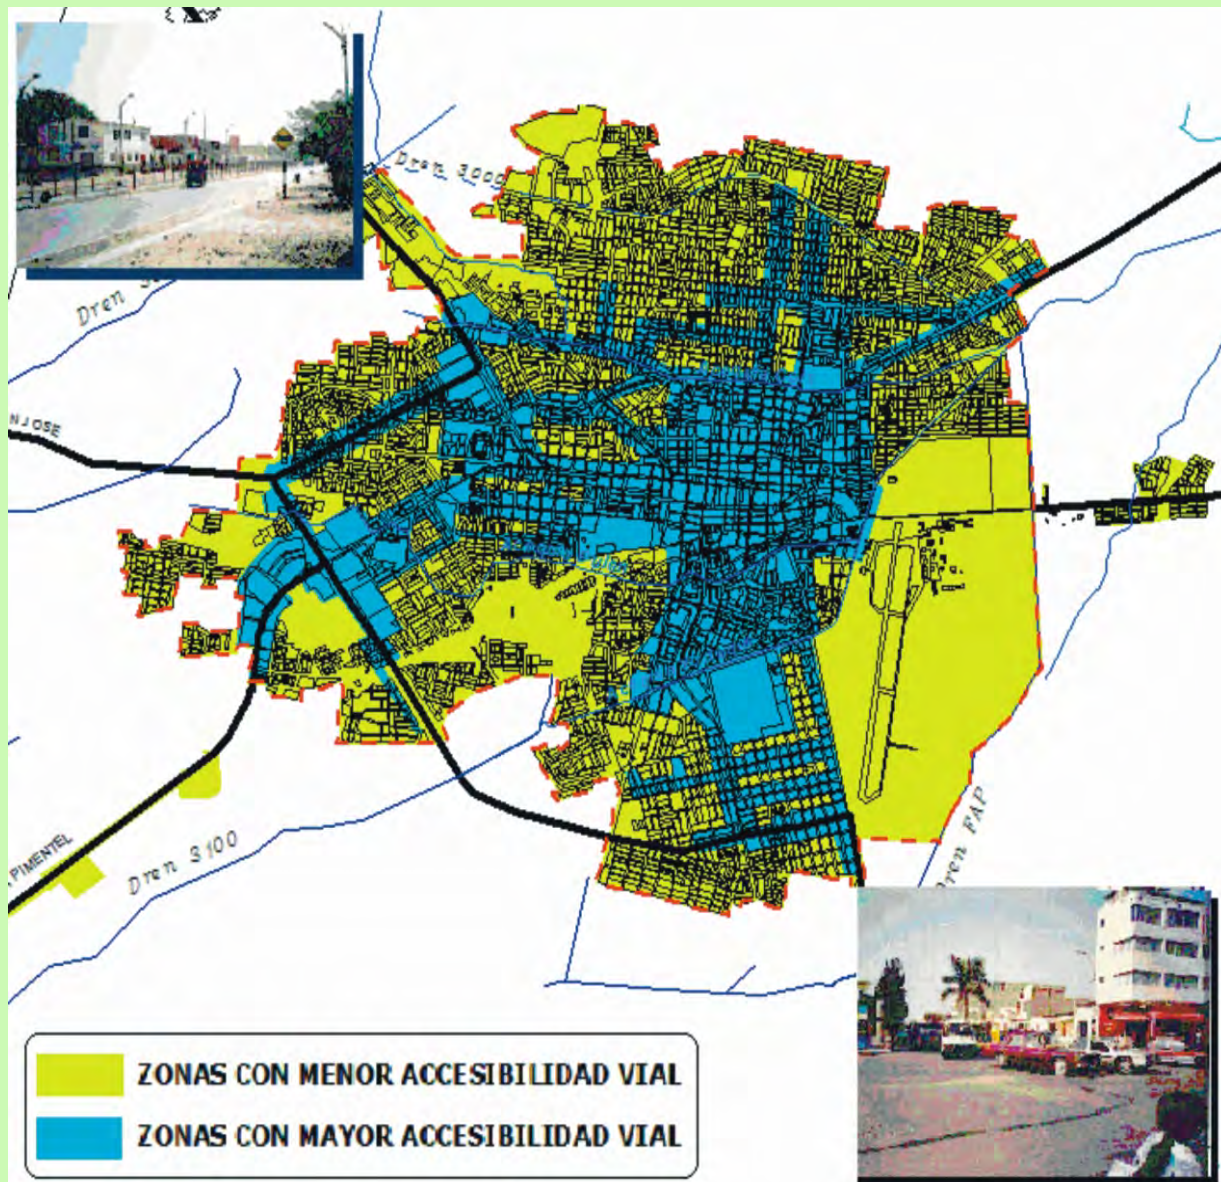 Dren 3000
Dren
N JOSE
PIMENTEL
Dren 3100
Dren FAP
ZONAS CON MENOR ACCESIBILIDAD VIAL
ZONAS CON MAYOR ACCESIBILIDAD VIAL